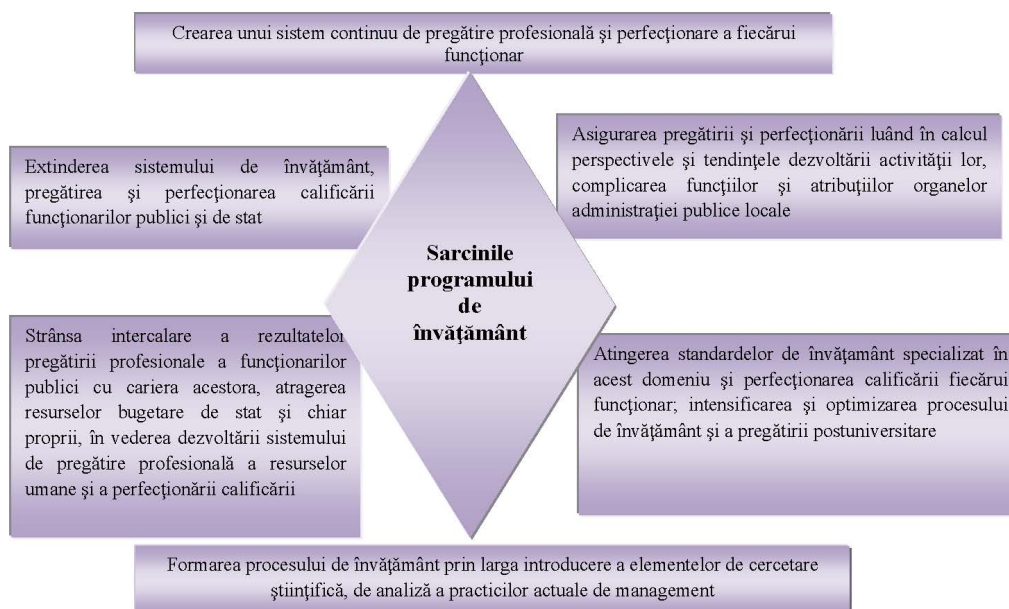 Crearea unui sistem continuu de pregătire profesională şi perfecţionare a fiecărui
funcţionar
Extinderea sistemului de învăţământ,
pregătirea şi perfecţionarea calificării
funcţionarilor publici şi de stat
Asigurarea pregătirii şi perfecţionării luând în calcul
perspectivele şi tendinţele dezvoltării activităţii lor,
complicarea funcţiilor şi atribuţiilor organelor
administraţiei publice locale
Sarcinile
programului
de
învăţământ
Strânsa intercalare a rezultatelor
pregătirii profesionale a funcţionarilor
publici cu cariera acestora, atragerea
resurselor bugetare de stat şi chiar
proprii, în vederea dezvoltării sistemului
de pregătire profesională a resurselor
umane şi a perfecţionării calificării
Atingerea standardelor de învăţamânt specializat în
acest domeniu şi perfecţionarea calificării fiecărui
funcţionar; intensificarea şi optimizarea procesului
de învăţământ şi a pregătirii postuniversitare
Formarea procesului de învăţământ prin larga introducere a elementelor de cercetare
ştiinţifică, de analiză a practicilor actuale de management